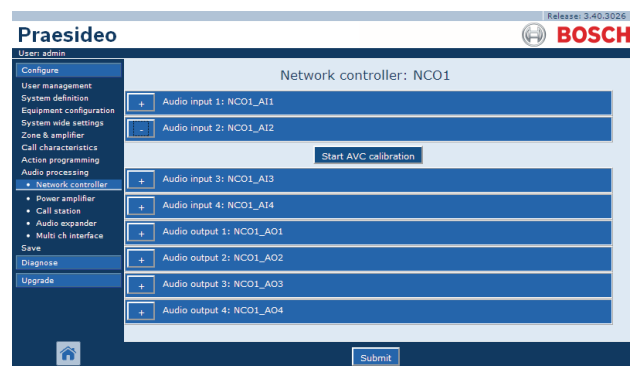 Release: 3.40.3026
Praesideo
BOSCH
User: admin
Configure
User management
System definition
Equipment configuration
System wide settings
Zone & amplifier
Call characteristics
Action programming
Audio processing
• Network controller
• Power amplifier
• Call station
• Audio expander
• Multi ch interface
Save
Diagnose
Upgrade
Network controller: NCO1
+ Audio input 1: NCO1_AI1
- Audio input 2: NCO1_AI2
Start AVC calibration
+ Audio input 3: NCO1_AI3
+ Audio input 4: NCO1_AI4
+ Audio output 1: NCO1_AO1
+ Audio output 2: NCO1_AO2
+ Audio output 3: NCO1_AO3
+ Audio output 4: NCO1_AO4
Submit